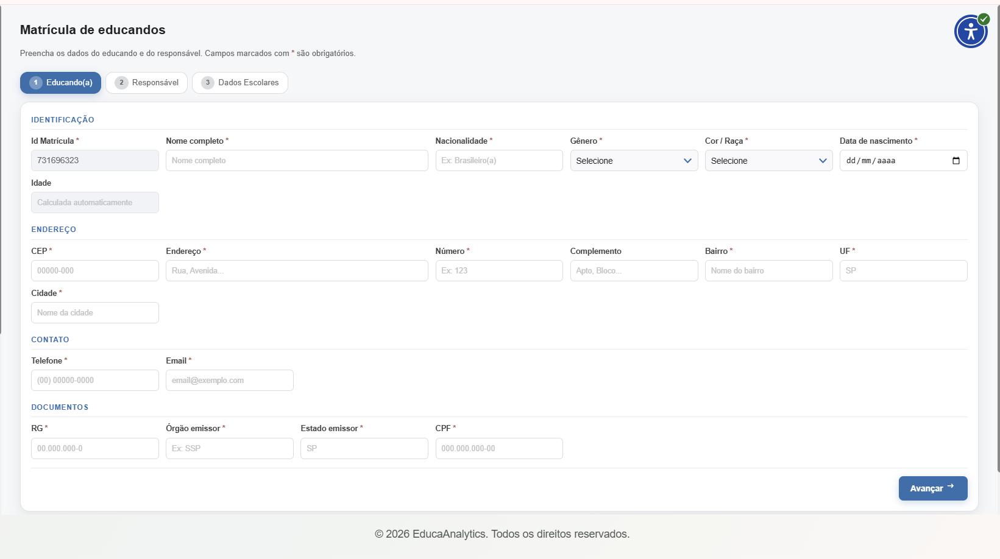 Matrícula de educandos
Preencha os dados do educando e do responsável. Campos marcados com * são obrigatórios.
1 Educando(a) 2 Responsável 3 Dados Escolares
IDENTIFICAÇÃO
Id Matrícula * Nome completo * Nacionalidade * Gênero * Cor / Raça * Data de nascimento *
731696323 Nome completo Ex: Brasileiro(a) Selecione Selecione dd/mm/aaaa
Idade
Calculada automaticamente
ENDEREÇO
CEP * Endereço * Número * Complemento Bairro * UF *
00000-000 Rua, Avenida... Ex: 123 Apto, Bloco... Nome do bairro SP
Cidade *
Nome da cidade
CONTATO
Telefone * Email *
(00) 00000-0000 email@exemplo.com
DOCUMENTOS
RG * Órgão emissor * Estado emissor * CPF *
00.000.000-0 Ex: SSP SP 000.000.000-00
Avançar →
© 2026 EducaAnalytics. Todos os direitos reservados.